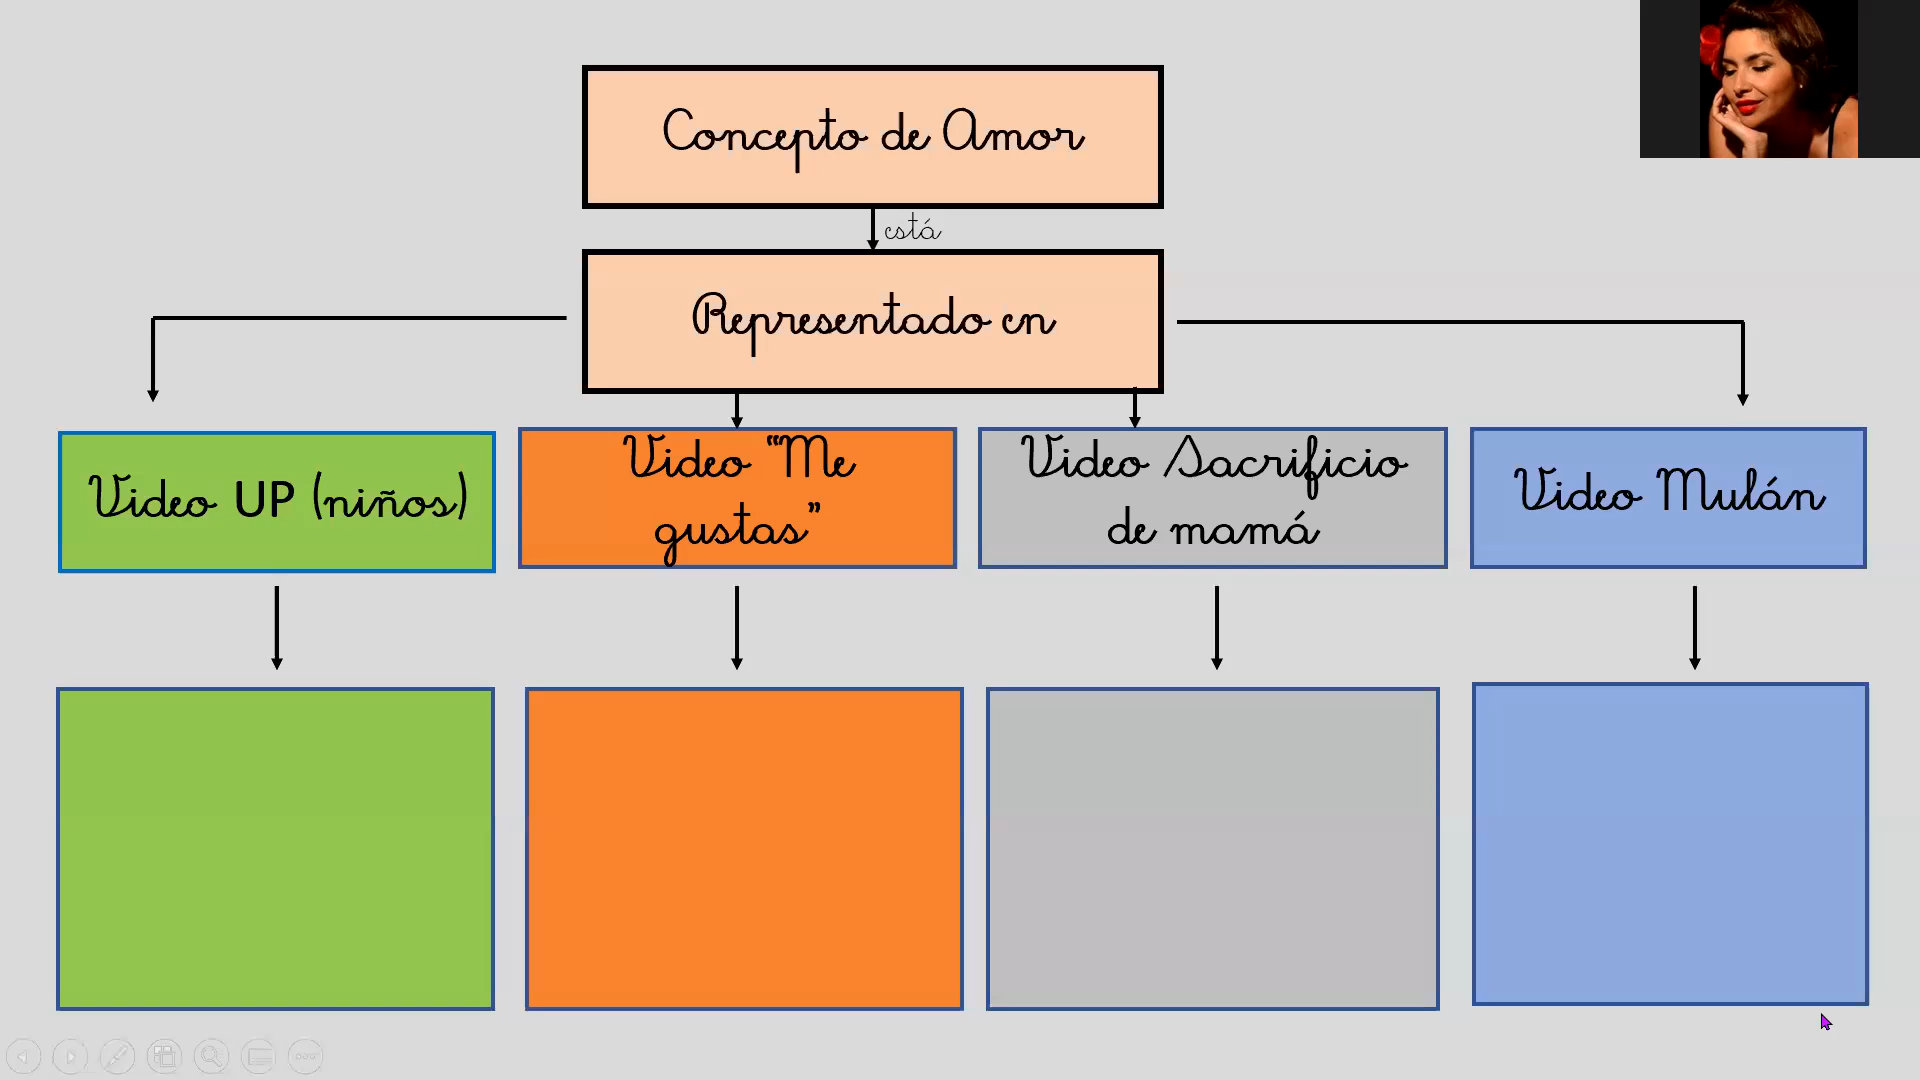 Concepto de Amor
está
Representado en
Video UP (niños)
Video "Me
gustas"
Video Sacrificio
de mamá
Video Mulán